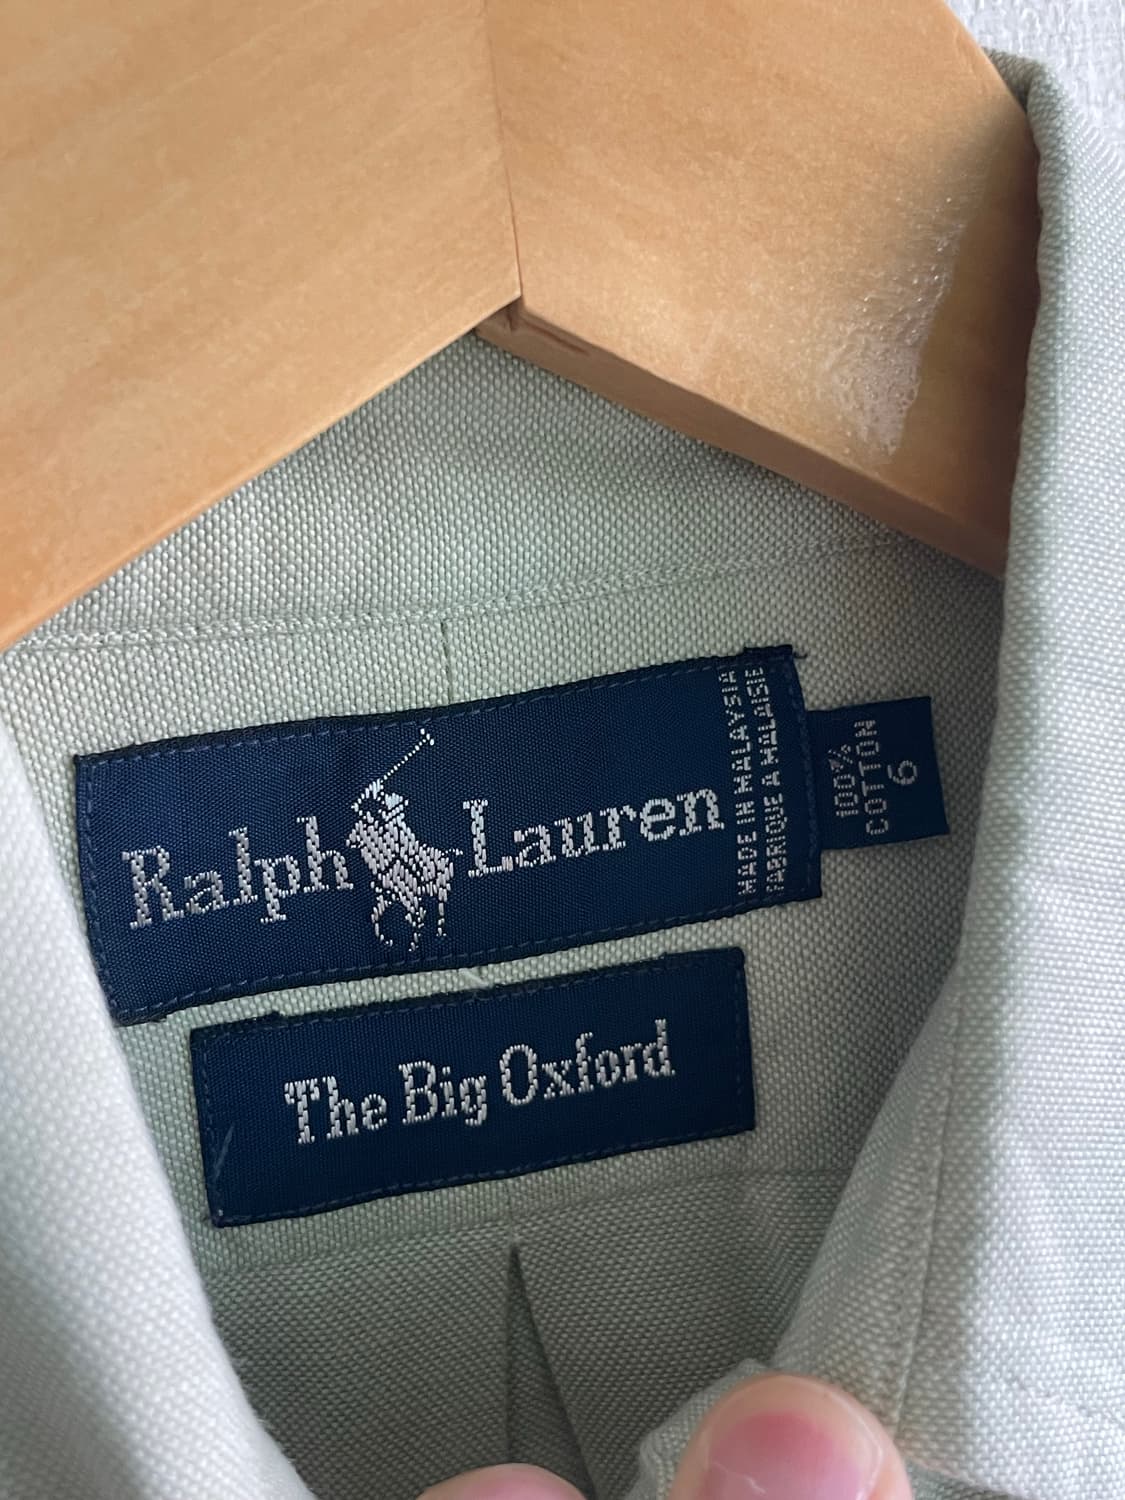 Ralph Lauren
MADE IN MALAYSIA
FABRIQUE A MALAISIE
100%
COTTON
6
The Big Oxford